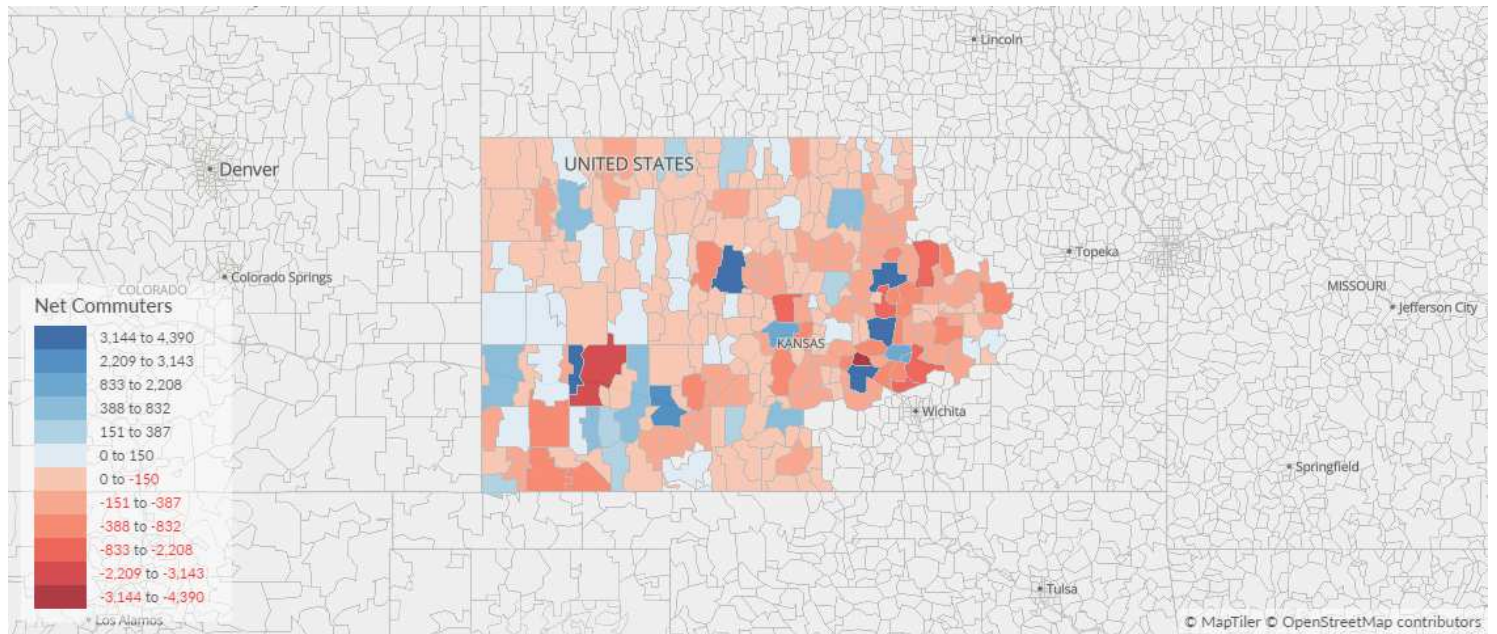 Lincoln
UNITED STATES
Denver
Topeka
Colorado Springs
COLORADO
MISSOURI
Jefferson City
Net Commuters
3,144 to 4,390
2,209 to 3,143
833 to 2,208
388 to 832
151 to 387
0 to 150
0 to -150
-151 to -387
-388 to -832
-833 to -2,208
-2,209 to -3,143
-3,144 to -4,390
KANSAS
Wichita
Springfield
Tulsa
Los Alamos
© MapTiler © OpenStreetMap contributors